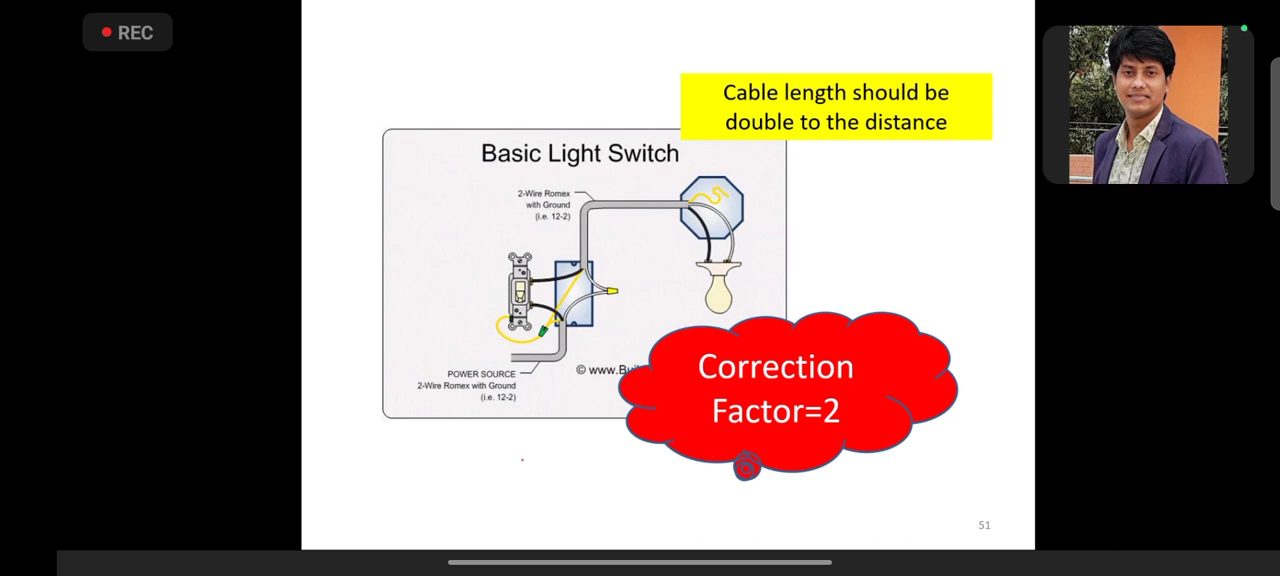 REC
Cable length should be
double to the distance
Basic Light Switch
2-Wire Romex
with Ground
(i.e. 12-2)
POWER SOURCE
2-Wire Romex with Ground
(i.e. 12-2)
© www.
Correction
Factor=2
51